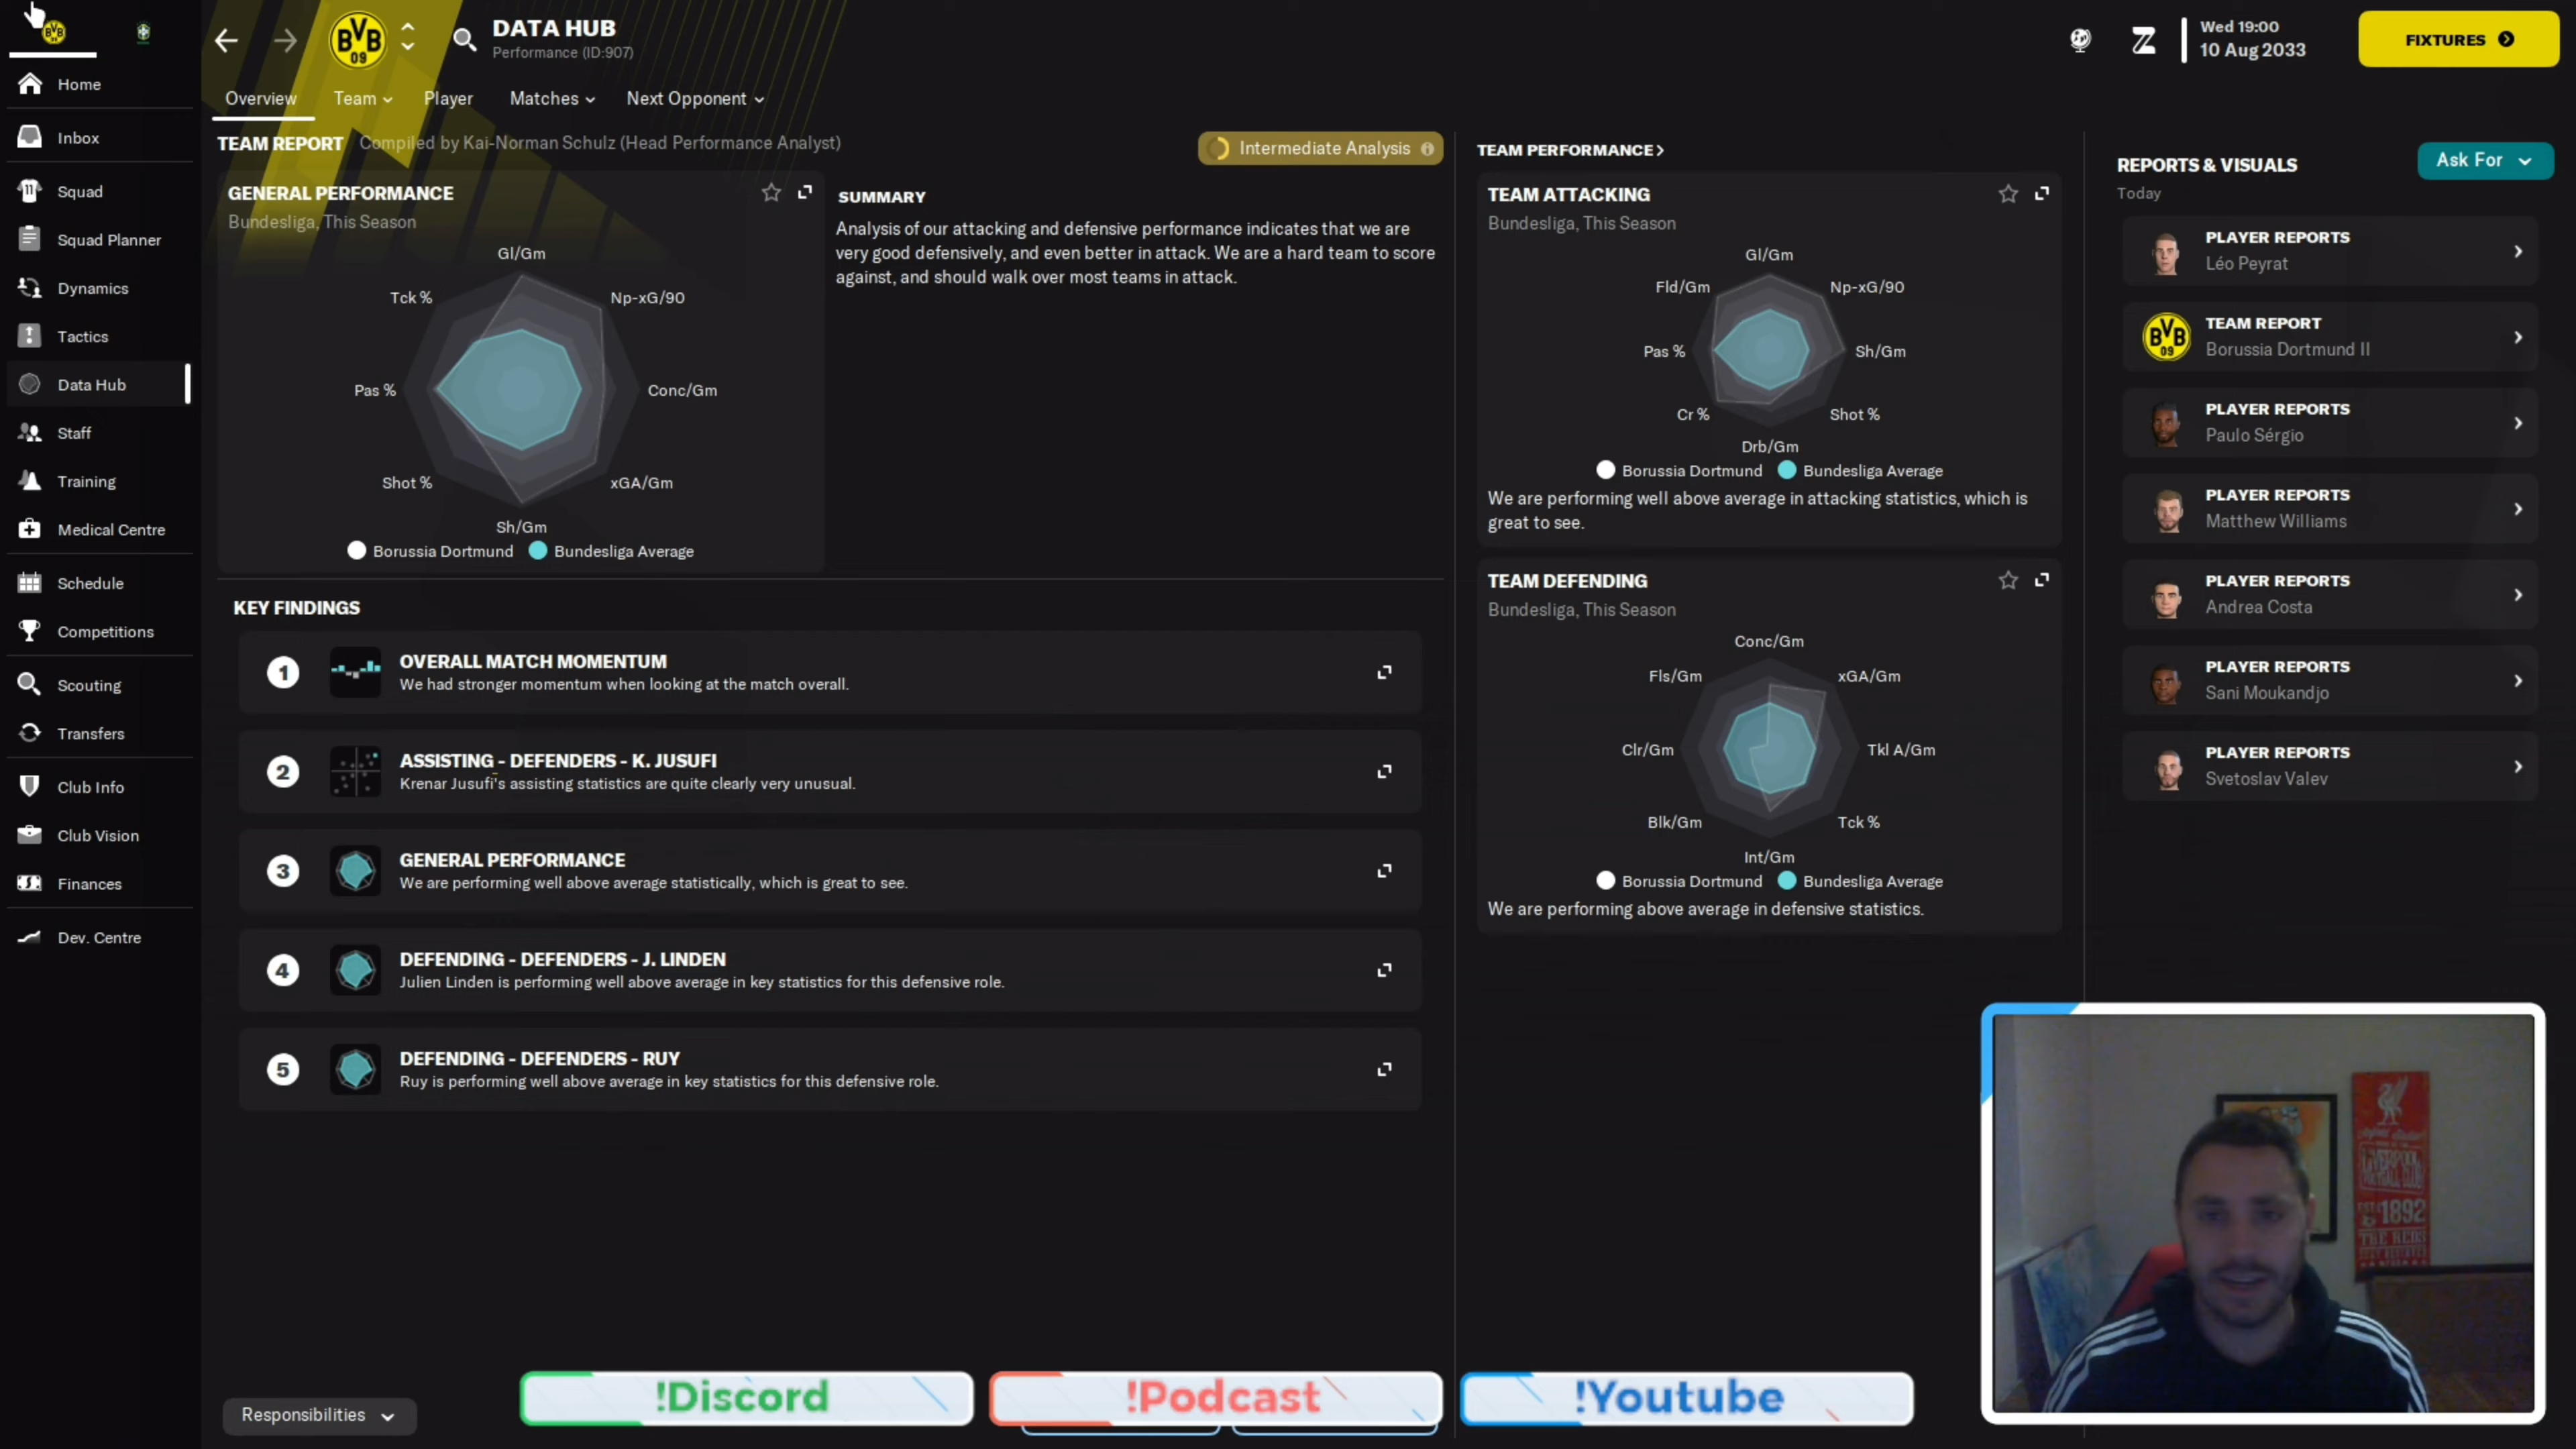 DATA HUB
Performance (ID:907)
Wed 19:00
10 Aug 2033
FIXTURES
Home
Inbox
Squad
Squad Planner
Dynamics
Tactics
Data Hub
Staff
Training
Medical Centre
Schedule
Competitions
Scouting
Transfers
Club Info
Club Vision
Finances
Dev. Centre
Overview
Team
Player
Matches
Next Opponent
TEAM REPORT
Compiled by Kai-Norman Schulz (Head Performance Analyst)
Intermediate Analysis
GENERAL PERFORMANCE
Bundesliga, This Season
Gl/Gm
Np-xG/90
Conc/Gm
xGA/Gm
Sh/Gm
Shot %
Pas %
Tck %
Borussia Dortmund
Bundesliga Average
SUMMARY
Analysis of our attacking and defensive performance indicates that we are
very good defensively, and even better in attack. We are a hard team to score
against, and should walk over most teams in attack.
KEY FINDINGS
1
OVERALL MATCH MOMENTUM
We had stronger momentum when looking at the match overall.
2
ASSISTING - DEFENDERS - K. JUSUFI
Krenar Jusufi's assisting statistics are quite clearly very unusual.
3
GENERAL PERFORMANCE
We are performing well above average statistically, which is great to see.
4
DEFENDING - DEFENDERS - J. LINDEN
Julien Linden is performing well above average in key statistics for this defensive role.
5
DEFENDING - DEFENDERS - RUY
Ruy is performing well above average in key statistics for this defensive role.
Responsibilities
TEAM PERFORMANCE
TEAM ATTACKING
Bundesliga, This Season
Gl/Gm
Np-xG/90
Sh/Gm
Shot %
Drb/Gm
Cr %
Pas %
Fld/Gm
Borussia Dortmund
Bundesliga Average
We are performing well above average in attacking statistics, which is
great to see.
TEAM DEFENDING
Bundesliga, This Season
Conc/Gm
xGA/Gm
Tkl A/Gm
Tck %
Int/Gm
Blk/Gm
Clr/Gm
Fls/Gm
Borussia Dortmund
Bundesliga Average
We are performing above average in defensive statistics.
REPORTS & VISUALS
Ask For
Today
PLAYER REPORTS
Léo Peyrat
TEAM REPORT
Borussia Dortmund II
PLAYER REPORTS
Paulo Sérgio
PLAYER REPORTS
Matthew Williams
PLAYER REPORTS
Andrea Costa
PLAYER REPORTS
Sani Moukandjo
PLAYER REPORTS
Svetoslav Valev
BVB
09
LIVERPOOL
FOOTBALL CLUB
EST 1892
THE REDS
!Discord
!Podcast
!Youtube